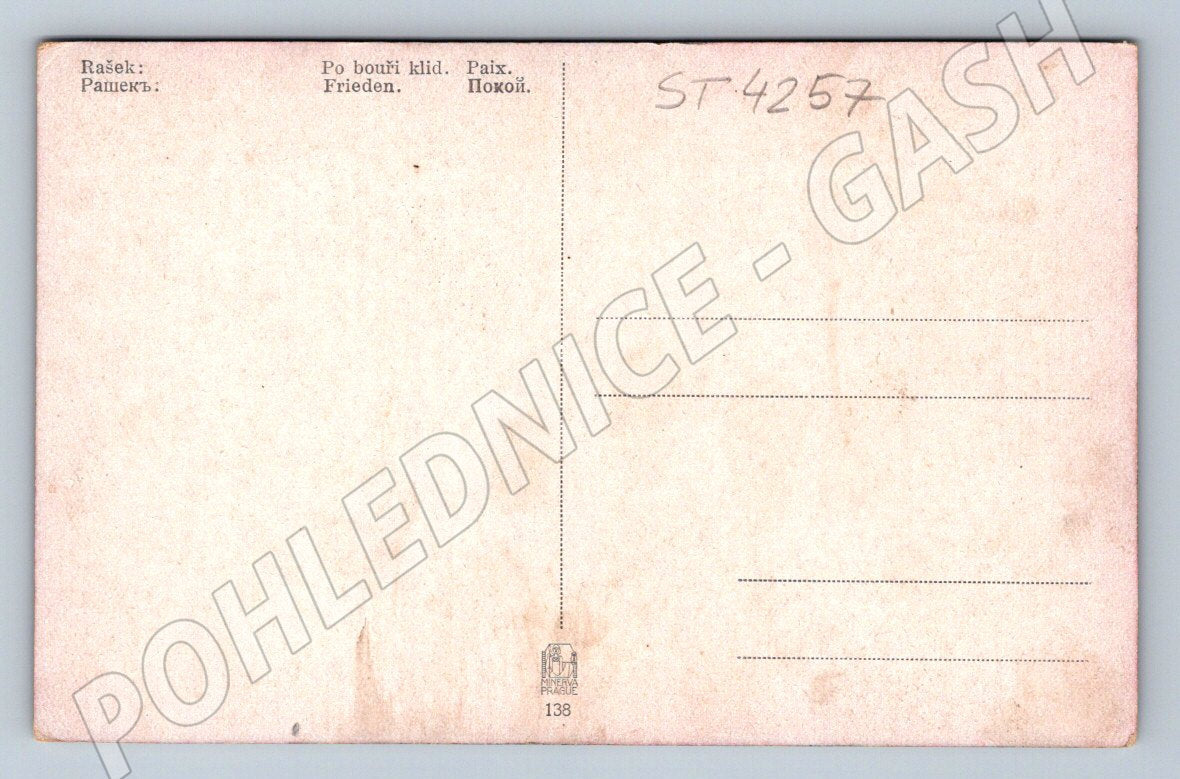 Rašek: Po bouři klid. Paix.
Рашекъ: Frieden. Покой.
ST 4257
POHLEDNICE - GASH
MINERVA
PRAGUE
138